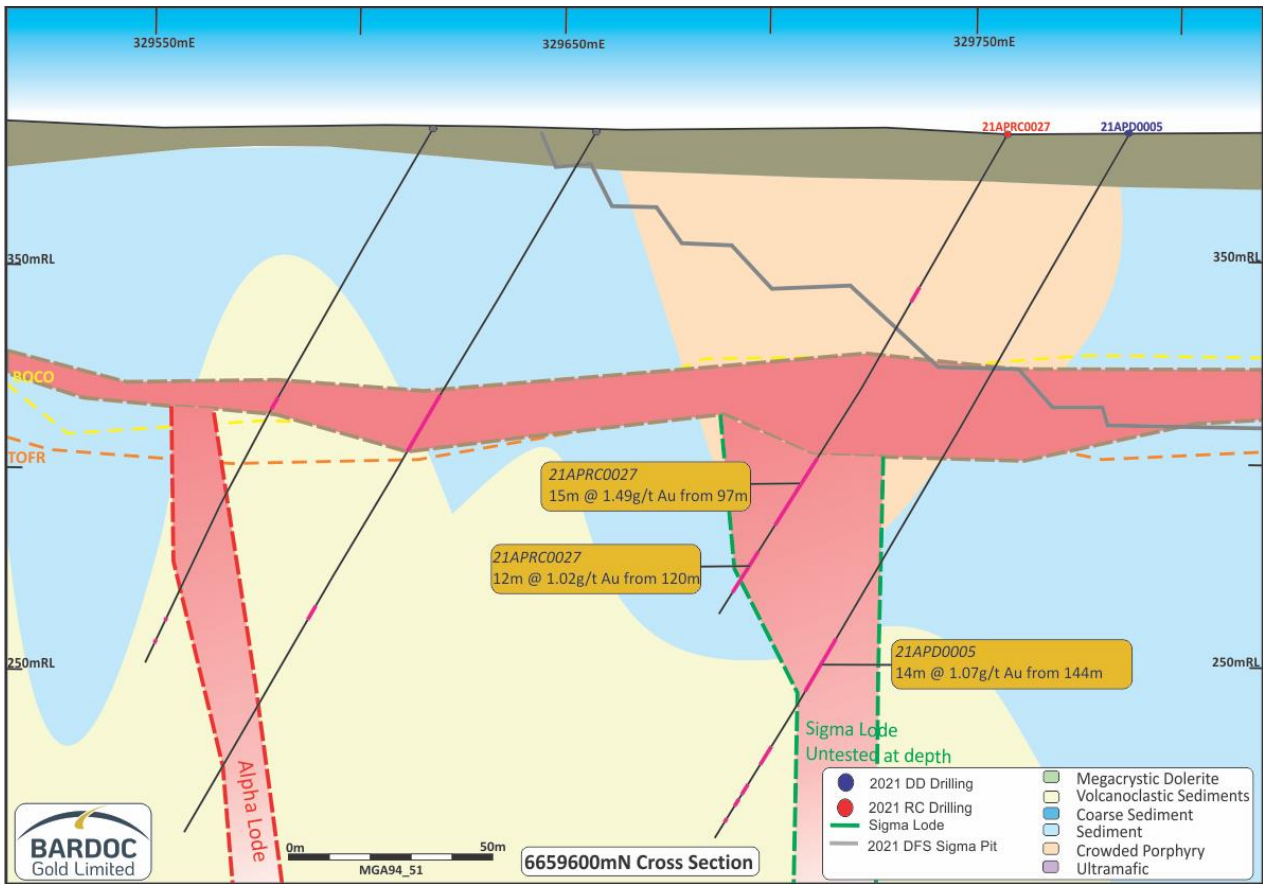 329550mE
329650mE
329750mE
21APRC0027
21APD0005
350mRL
350mRL
BOCO
TOFR
21APRC0027
15m @ 1.49g/t Au from 97m
21APRC0027
12m @ 1.02g/t Au from 120m
21APD0005
14m @ 1.07g/t Au from 144m
250mRL
250mRL
Sigma Lode
Untested at depth
Alpha Lode
2021 DD Drilling
2021 RC Drilling
Sigma Lode
2021 DFS Sigma Pit
Megacrystic Dolerite
Volcanoclastic Sediments
Coarse Sediment
Sediment
Crowded Porphyry
Ultramafic
BARDOC
Gold Limited
0m
50m
MGA94_51
6659600mN Cross Section